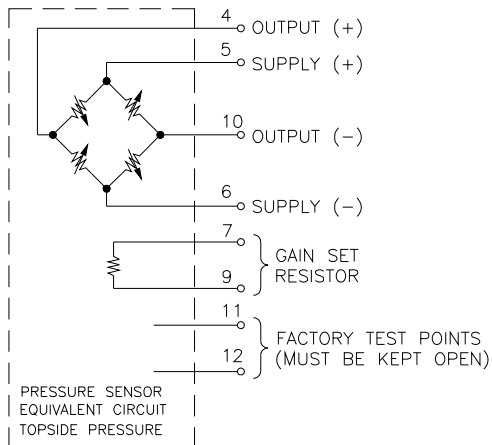 4
OUTPUT (+)
5
SUPPLY (+)
10
OUTPUT (-)
6
SUPPLY (-)
7
GAIN SET
RESISTOR
9
11
FACTORY TEST POINTS
(MUST BE KEPT OPEN)
12
PRESSURE SENSOR
EQUIVALENT CIRCUIT
TOPSIDE PRESSURE